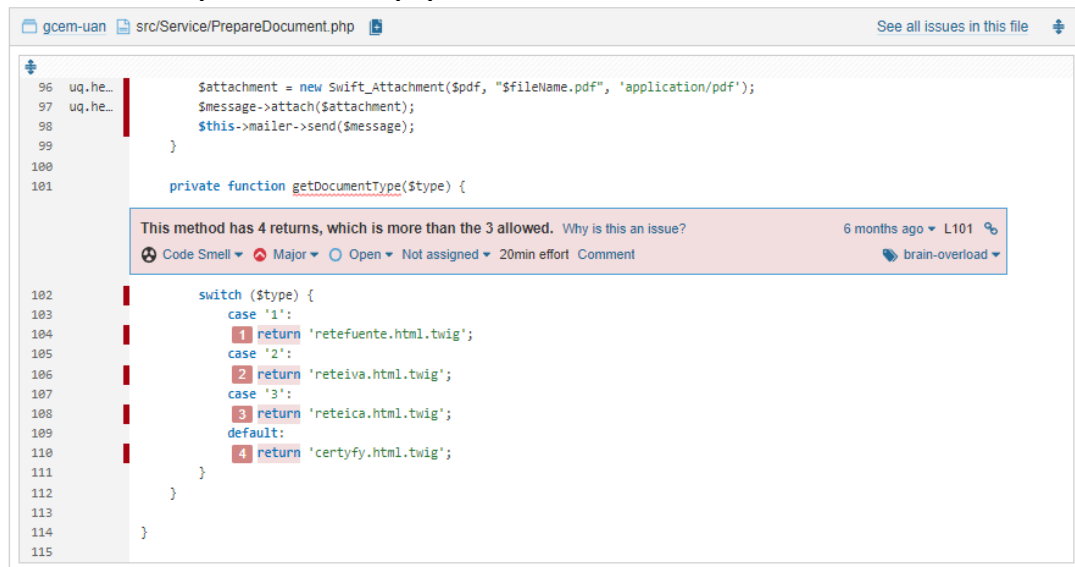 gcem-uan src/Service/PrepareDocument.php See all issues in this file
96 uq.he… $attachment = new Swift_Attachment($pdf, "$fileName.pdf", 'application/pdf');
97 uq.he… $message->attach($attachment);
98 $this->mailer->send($message);
99 }
100
101 private function getDocumentType($type) {
This method has 4 returns, which is more than the 3 allowed. Why is this an issue? 6 months ago L101
Code Smell Major Open Not assigned 20min effort Comment brain-overload
102 switch ($type) {
103 case '1':
104 1 return 'retefuente.html.twig';
105 case '2':
106 2 return 'reteiva.html.twig';
107 case '3':
108 3 return 'reteica.html.twig';
109 default:
110 4 return 'certyfy.html.twig';
111 }
112 }
113
114 }
115